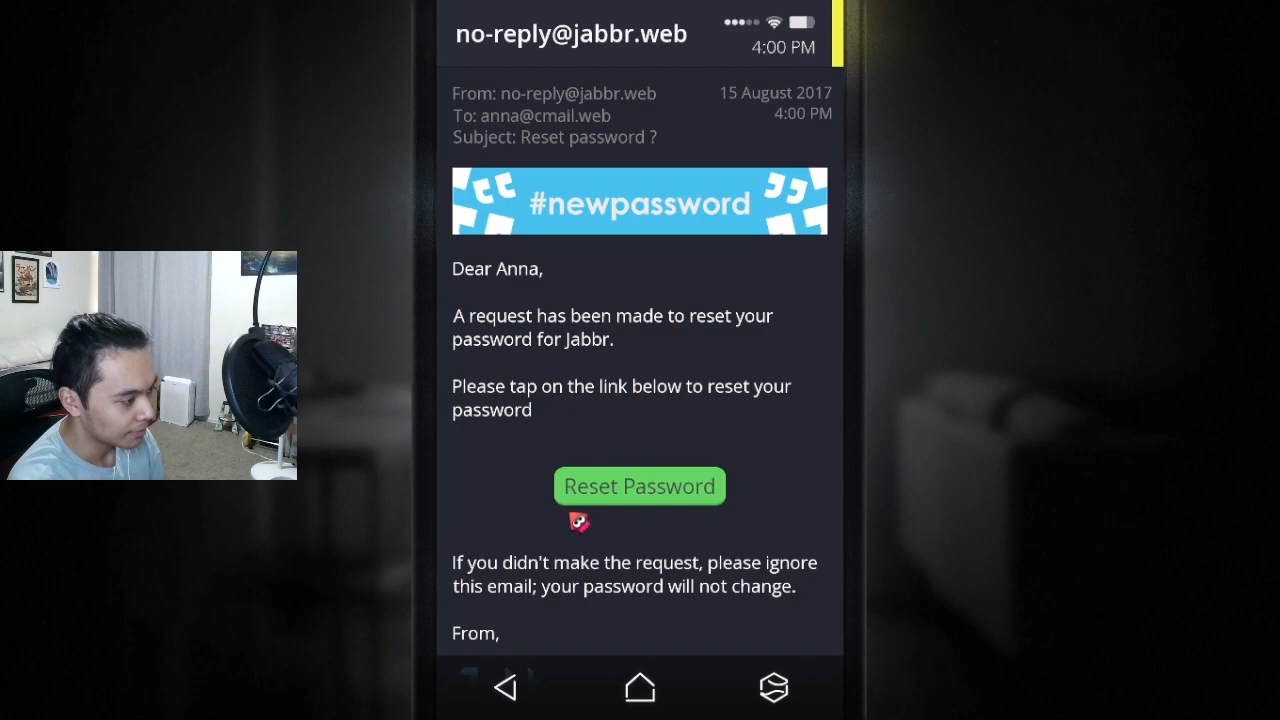 no-reply@jabbr.web
4:00 PM
From: no-reply@jabbr.web
15 August 2017
To: anna@cmail.web
4:00 PM
Subject: Reset password ?
#newpassword
Dear Anna,
A request has been made to reset your
password for Jabbr.
Please tap on the link below to reset your
password
Reset Password
If you didn't make the request, please ignore
this email; your password will not change.
From,